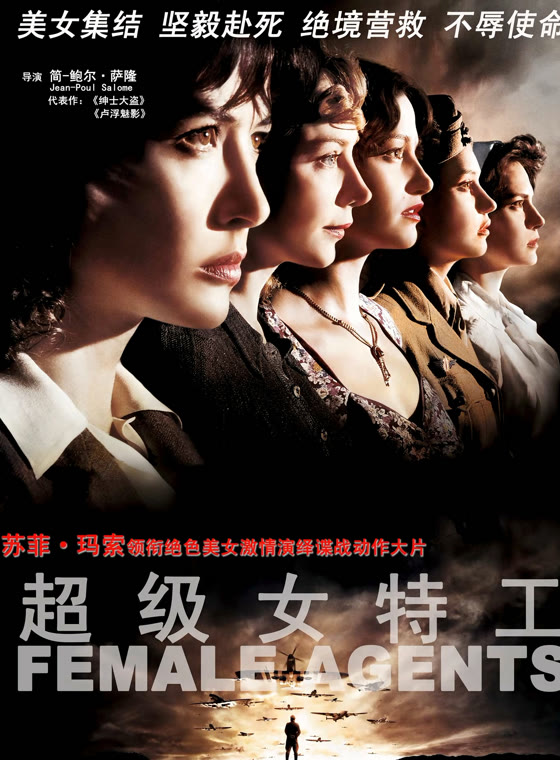 美女集结 坚毅赴死 绝境营救 不辱使命
导演 简-鲍尔·萨隆
Jean-Poul Salome
代表作:《绅士大盗》
《卢浮魅影》
苏菲·玛索领衔绝色美女激情演绎谍战动作大片
超级女特工
FEMALE AGENTS